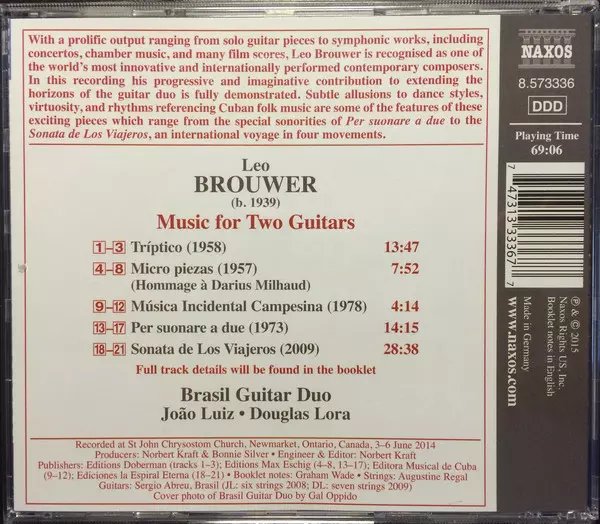 With a prolific output ranging from solo guitar pieces to symphonic works, including
concertos, chamber music, and many film scores, Leo Brouwer is recognised as one of
the world's most innovative and internationally performed contemporary composers.
In this recording his progressive and imaginative contribution to extending the
horizons of the guitar duo is fully demonstrated. Subtle allusions to dance styles,
virtuosity, and rhythms referencing Cuban folk music are some of the features of these
exciting pieces which range from the special sonorities of Per suonare a due to the
Sonata de Los Viajeros, an international voyage in four movements.
Leo
BROUWER
(b. 1939)
Music for Two Guitars
1-3 Tríptico (1958) 13:47
4-8 Micro piezas (1957) 7:52
(Hommage à Darius Milhaud)
9-12 Música Incidental Campesina (1978) 4:14
13-17 Per suonare a due (1973) 14:15
18-21 Sonata de Los Viajeros (2009) 28:38
Full track details will be found in the booklet
Brasil Guitar Duo
João Luiz • Douglas Lora
Recorded at St John Chrysostom Church, Newmarket, Ontario, Canada, 3–6 June 2014
Producers: Norbert Kraft & Bonnie Silver • Engineer & Editor: Norbert Kraft
Publishers: Editions Doberman (tracks 1–3); Editions Max Eschig (4–8, 13–17); Editora Musical de Cuba
(9–12); Ediciones la Espiral Eterna (18–21) • Booklet notes: Graham Wade • Strings: Augustine Regal
Guitars: Sergio Abreu, Brasil (JL: six strings 2008; DL: seven strings 2009)
Cover photo of Brasil Guitar Duo by Gal Oppido
NAXOS
8.573336
DDD
Playing Time
69:06
7 47313 33367
℗ & © 2015
Naxos Rights US, Inc.
Booklet notes in English
Made in Germany
www.naxos.com